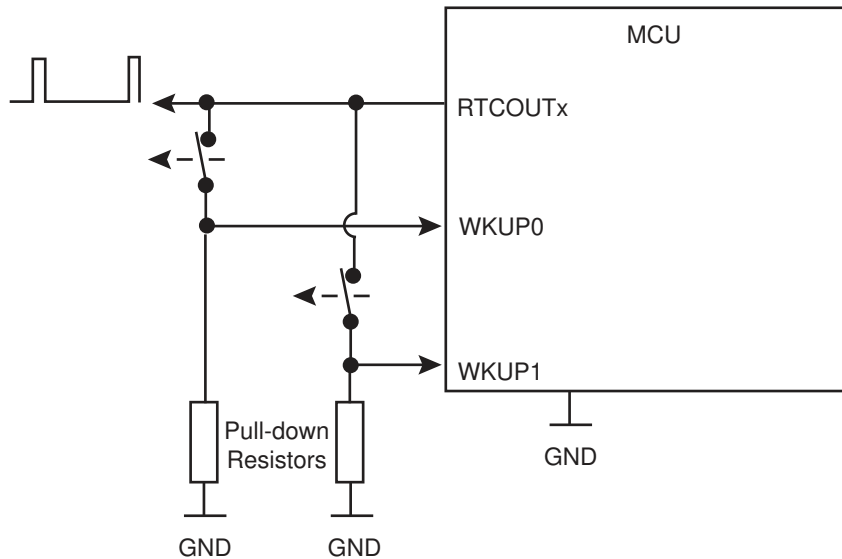 MCU
RTCOUTx
WKUP0
WKUP1
Pull-down
Resistors
GND
GND
GND